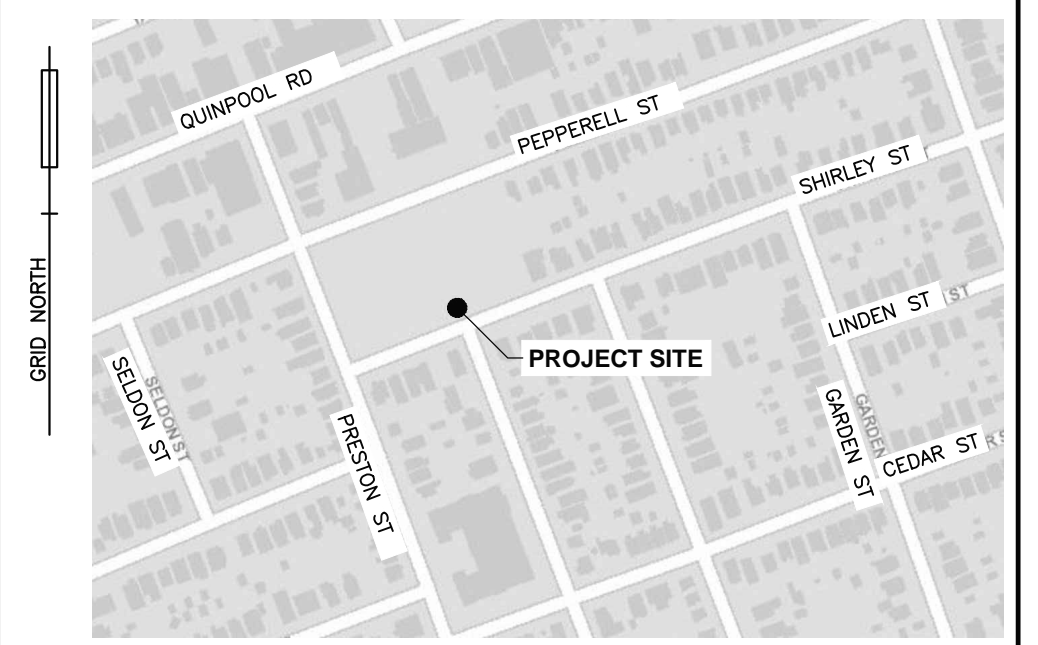 QUINPOOL RD
PEPPERELL ST
SHIRLEY ST
GRID NORTH
LINDEN ST
ST
PROJECT SITE
SELDON ST
SELDON ST
PRESTON ST
GARDEN ST
GARDEN
CEDAR ST